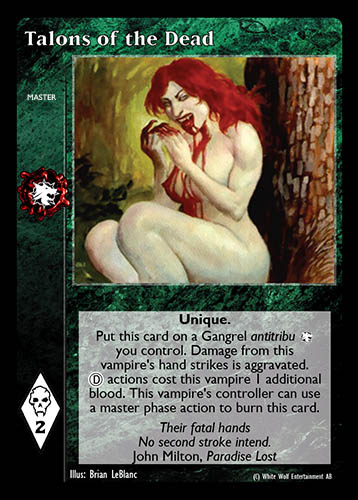 Talons of the Dead
MASTER
Unique.
Put this card on a Gangrel antitribu
you control. Damage from this
vampire's hand strikes is aggravated.
Ⓓ actions cost this vampire 1 additional
blood. This vampire's controller can use
a master phase action to burn this card.
Their fatal hands
No second stroke intend.
John Milton, Paradise Lost
2
Illus: Brian LeBlanc
(C) White Wolf Entertainment AB